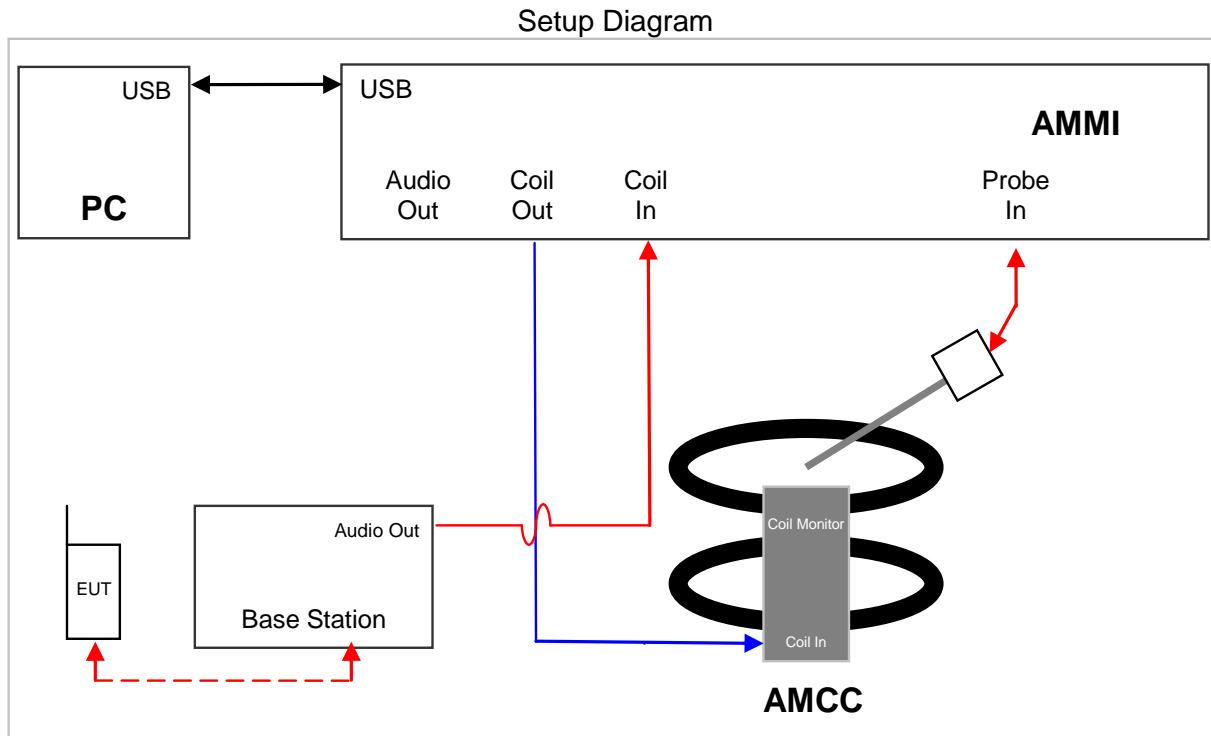 Setup Diagram
USB
PC
USB
AMMI
Audio
Out
Coil
Out
Coil
In
Probe
In
EUT
Audio Out
Base Station
Coil Monitor
Coil In
AMCC